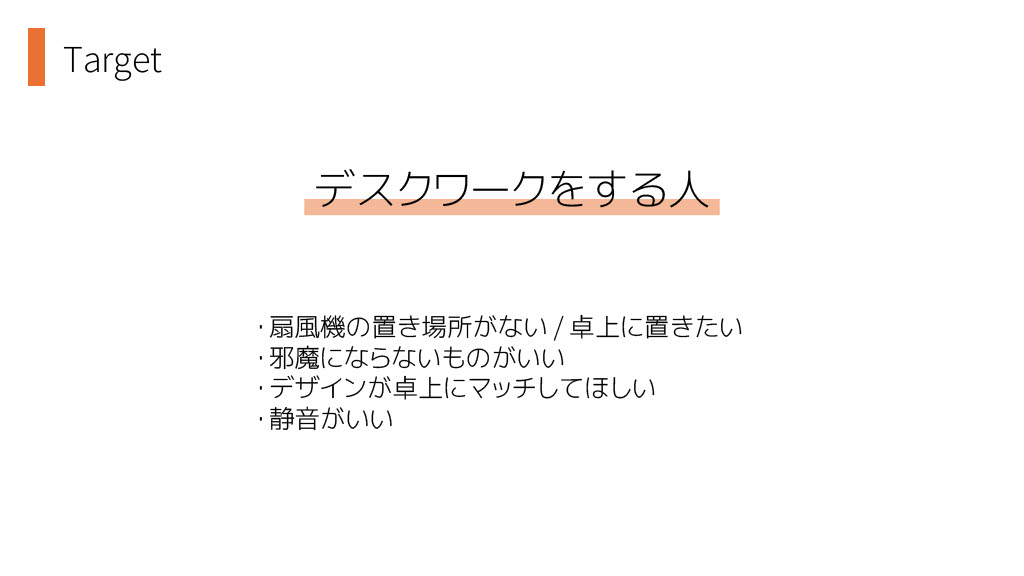 Target
デスクワークをする人
·扇風機の置き場所がない / 卓上に置きたい
·邪魔にならないものがいい
·デザインが卓上にマッチしてほしい
·静音がいい